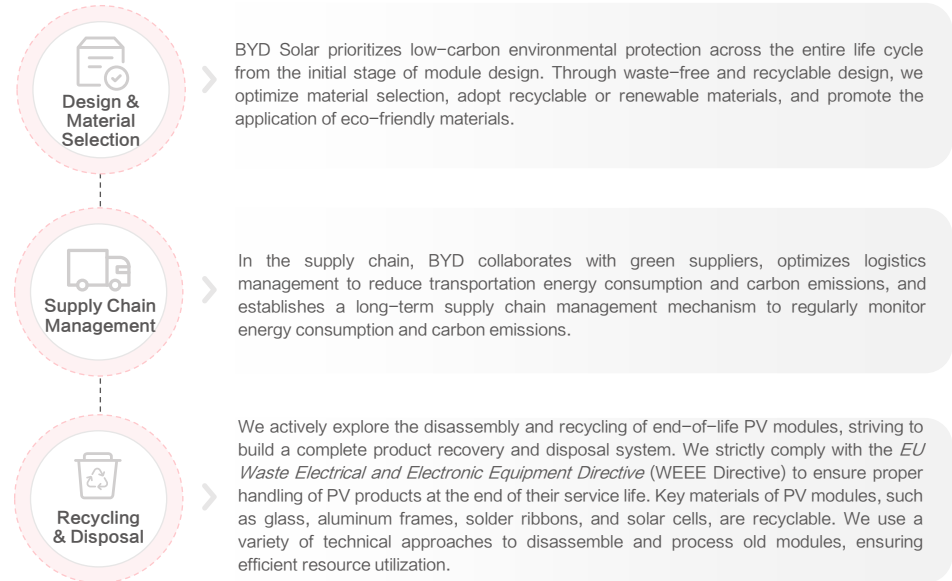 Design &
Material
Selection
BYD Solar prioritizes low-carbon environmental protection across the entire life cycle
from the initial stage of module design. Through waste-free and recyclable design, we
optimize material selection, adopt recyclable or renewable materials, and promote the
application of eco-friendly materials.
Supply Chain
Management
In the supply chain, BYD collaborates with green suppliers, optimizes logistics
management to reduce transportation energy consumption and carbon emissions, and
establishes a long-term supply chain management mechanism to regularly monitor
energy consumption and carbon emissions.
Recycling
& Disposal
We actively explore the disassembly and recycling of end-of-life PV modules, striving to
build a complete product recovery and disposal system. We strictly comply with the EU
Waste Electrical and Electronic Equipment Directive (WEEE Directive) to ensure proper
handling of PV products at the end of their service life. Key materials of PV modules, such
as glass, aluminum frames, solder ribbons, and solar cells, are recyclable. We use a
variety of technical approaches to disassemble and process old modules, ensuring
efficient resource utilization.